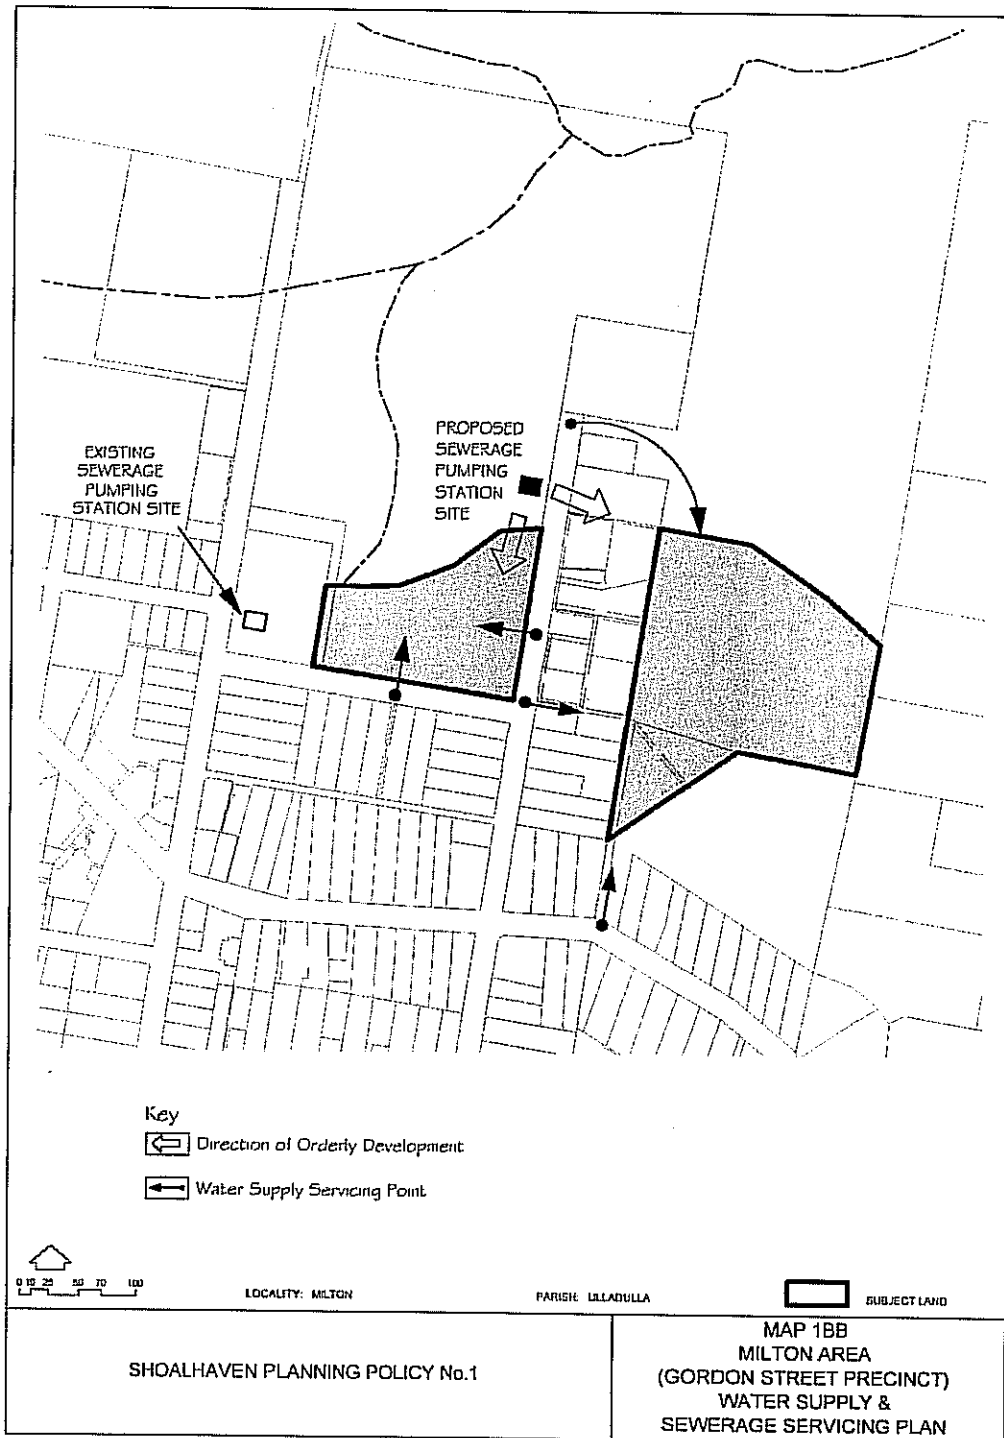 EXISTING
SEWERAGE
PUMPING
STATION SITE
PROPOSED
SEWERAGE
PUMPING
STATION
SITE
Key
Direction of Orderly Development
Water Supply Servicing Point
0 10 25 50 70 100
LOCALITY: MILTON
PARISH: ULLADULLA
SUBJECT LAND
SHOALHAVEN PLANNING POLICY No.1
MAP 1BB
MILTON AREA
(GORDON STREET PRECINCT)
WATER SUPPLY &
SEWERAGE SERVICING PLAN